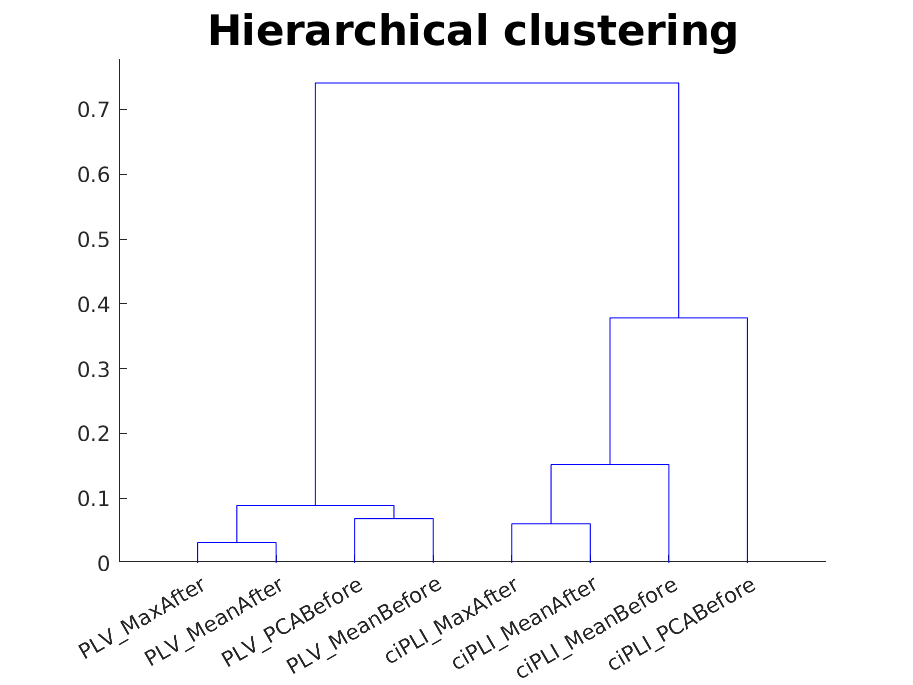 Hierarchical clustering
0.7
0.6
0.5
0.4
0.3
0.2
0.1
0
PLV_MaxAfter
PLV_MeanAfter
PLV_PCABefore
PLV_MeanBefore
ciPLI_MaxAfter
ciPLI_MeanAfter
ciPLI_MeanBefore
ciPLI_PCABefore